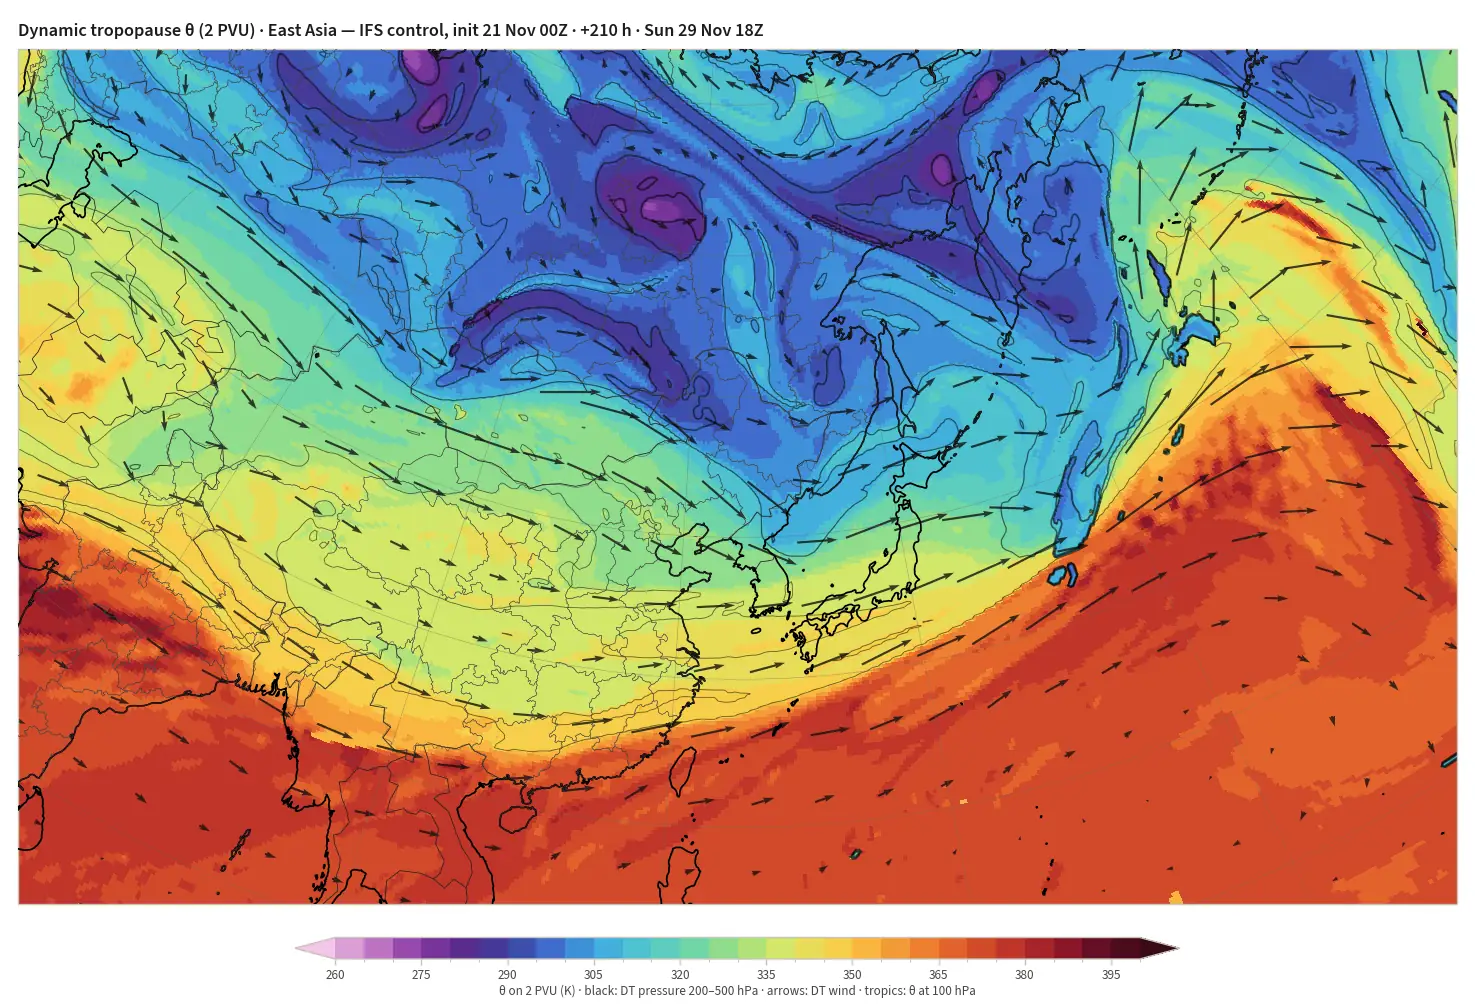 Dynamic tropopause θ (2 PVU) · East Asia — IFS control, init 21 Nov 00Z · +210 h · Sun 29 Nov 18Z
260 275 290 305 320 335 350 365 380 395
θ on 2 PVU (K) · black: DT pressure 200–500 hPa · arrows: DT wind · tropics: θ at 100 hPa